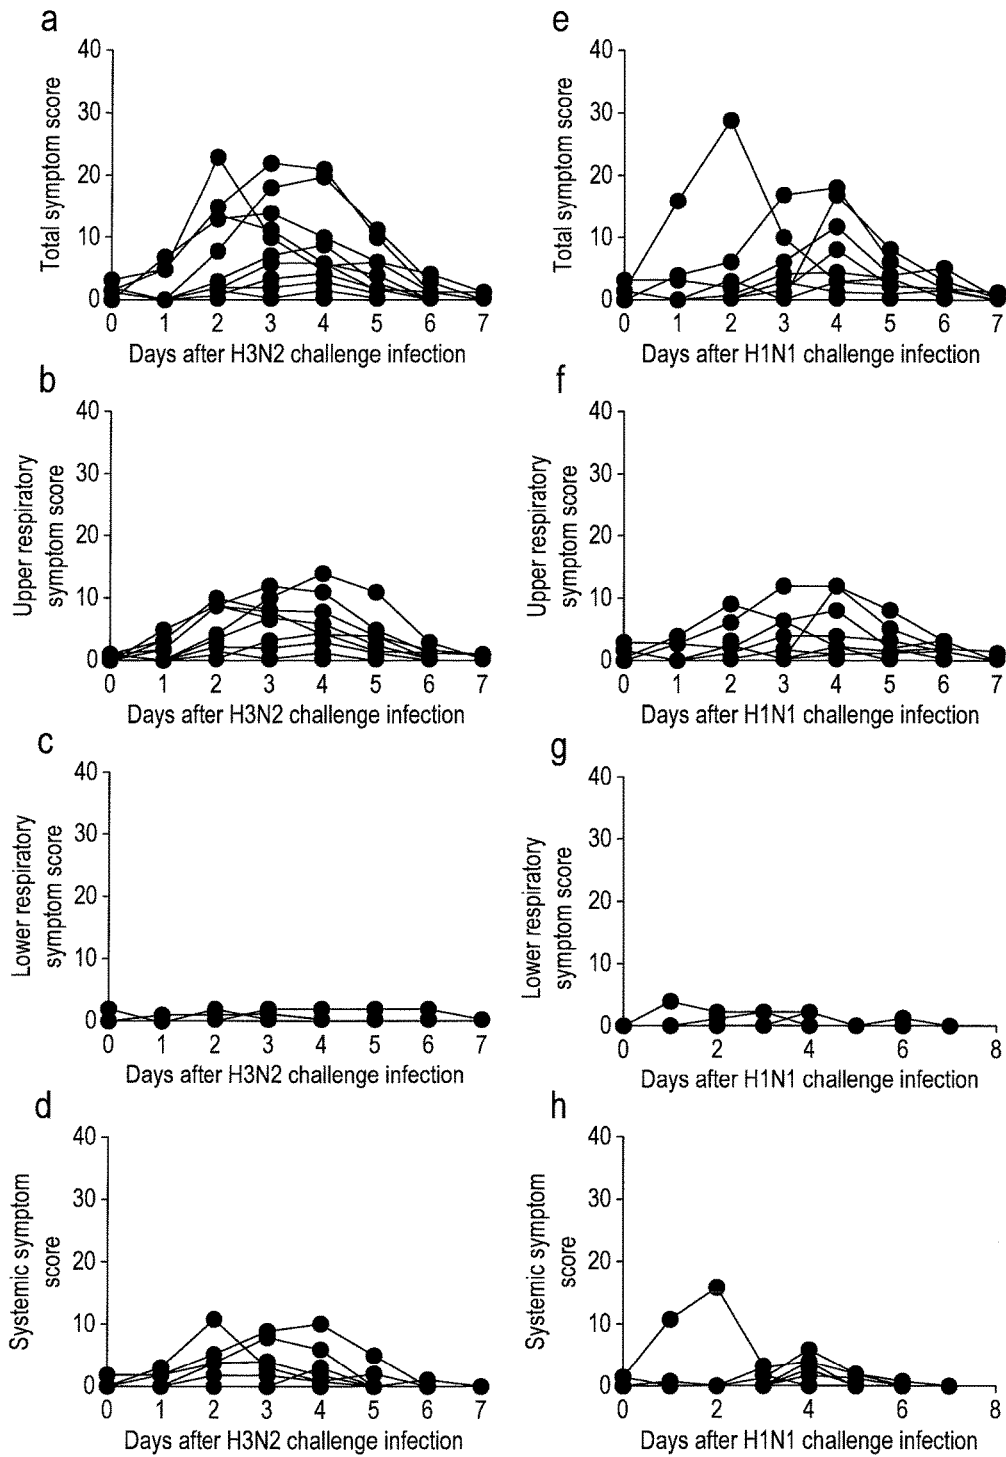 a
40
30
20
10
0
Total symptom score
0 1 2 3 4 5 6 7
Days after H3N2 challenge infection
e
40
30
20
10
0
Total symptom score
0 1 2 3 4 5 6 7
Days after H1N1 challenge infection
b
40
30
20
10
0
Upper respiratory
symptom score
0 1 2 3 4 5 6 7
Days after H3N2 challenge infection
f
40
30
20
10
0
Upper respiratory
symptom score
0 1 2 3 4 5 6 7
Days after H1N1 challenge infection
c
40
30
20
10
0
Lower respiratory
symptom score
0 1 2 3 4 5 6 7
Days after H3N2 challenge infection
g
40
30
20
10
0
Lower respiratory
symptom score
0 2 4 6 8
Days after H1N1 challenge infection
d
40
30
20
10
0
Systemic symptom
score
0 1 2 3 4 5 6 7
Days after H3N2 challenge infection
h
40
30
20
10
0
Systemic symptom
score
0 2 4 6 8
Days after H1N1 challenge infection